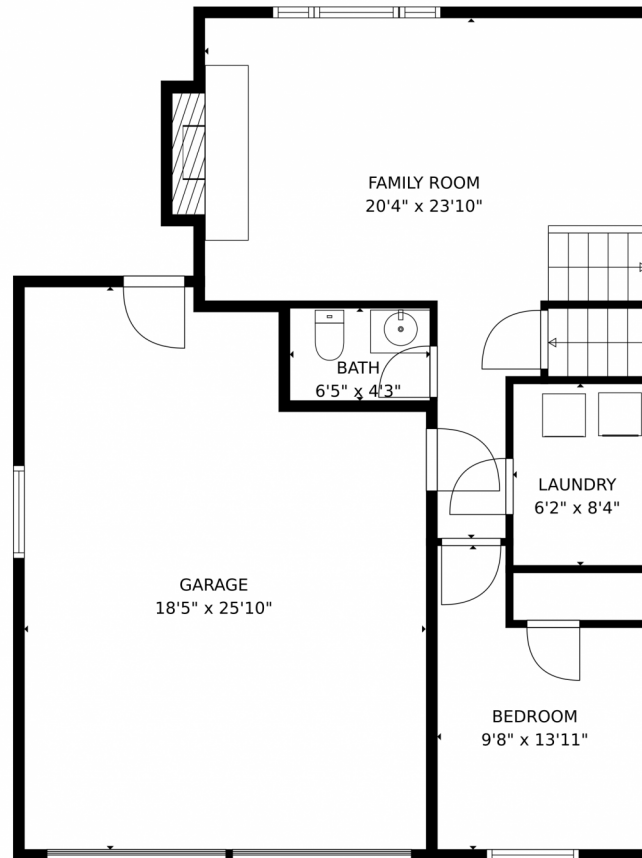 FAMILY ROOM
20'4" x 23'10"
BATH
6'5" x 4'3"
LAUNDRY
6'2" x 8'4"
GARAGE
18'5" x 25'10"
BEDROOM
9'8" x 13'11"